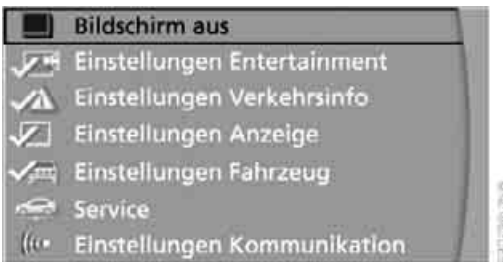 Bildschirm aus
Einstellungen Entertainment
Einstellungen Verkehrsinfo
Einstellungen Anzeige
Einstellungen Fahrzeug
Service
Einstellungen Kommunikation